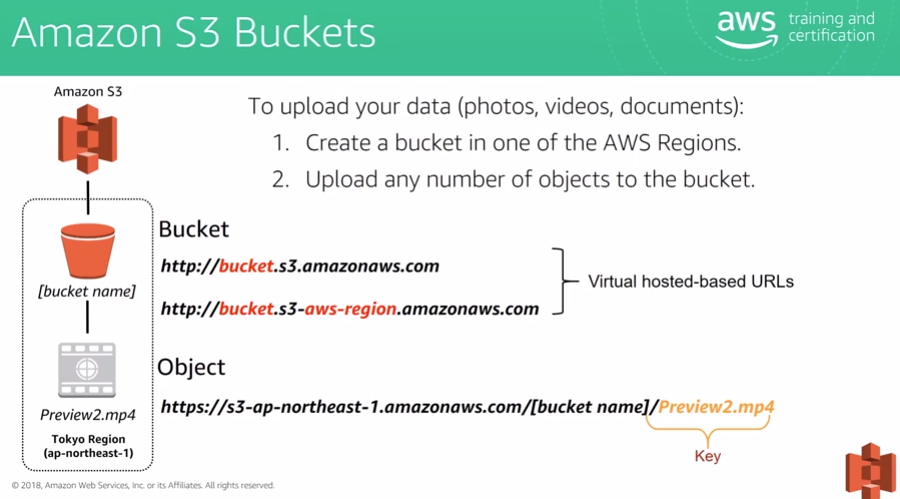 Amazon S3 Buckets
aws training and certification
Amazon S3
To upload your data (photos, videos, documents):
1. Create a bucket in one of the AWS Regions.
2. Upload any number of objects to the bucket.
Bucket
http://bucket.s3.amazonaws.com
[bucket name]
Virtual hosted-based URLs
http://bucket.s3-aws-region.amazonaws.com
Object
https://s3-ap-northeast-1.amazonaws.com/[bucket name]/Preview2.mp4
Preview2.mp4
Tokyo Region
(ap-northeast-1)
Key
© 2018, Amazon Web Services, Inc. or its Affiliates. All rights reserved.